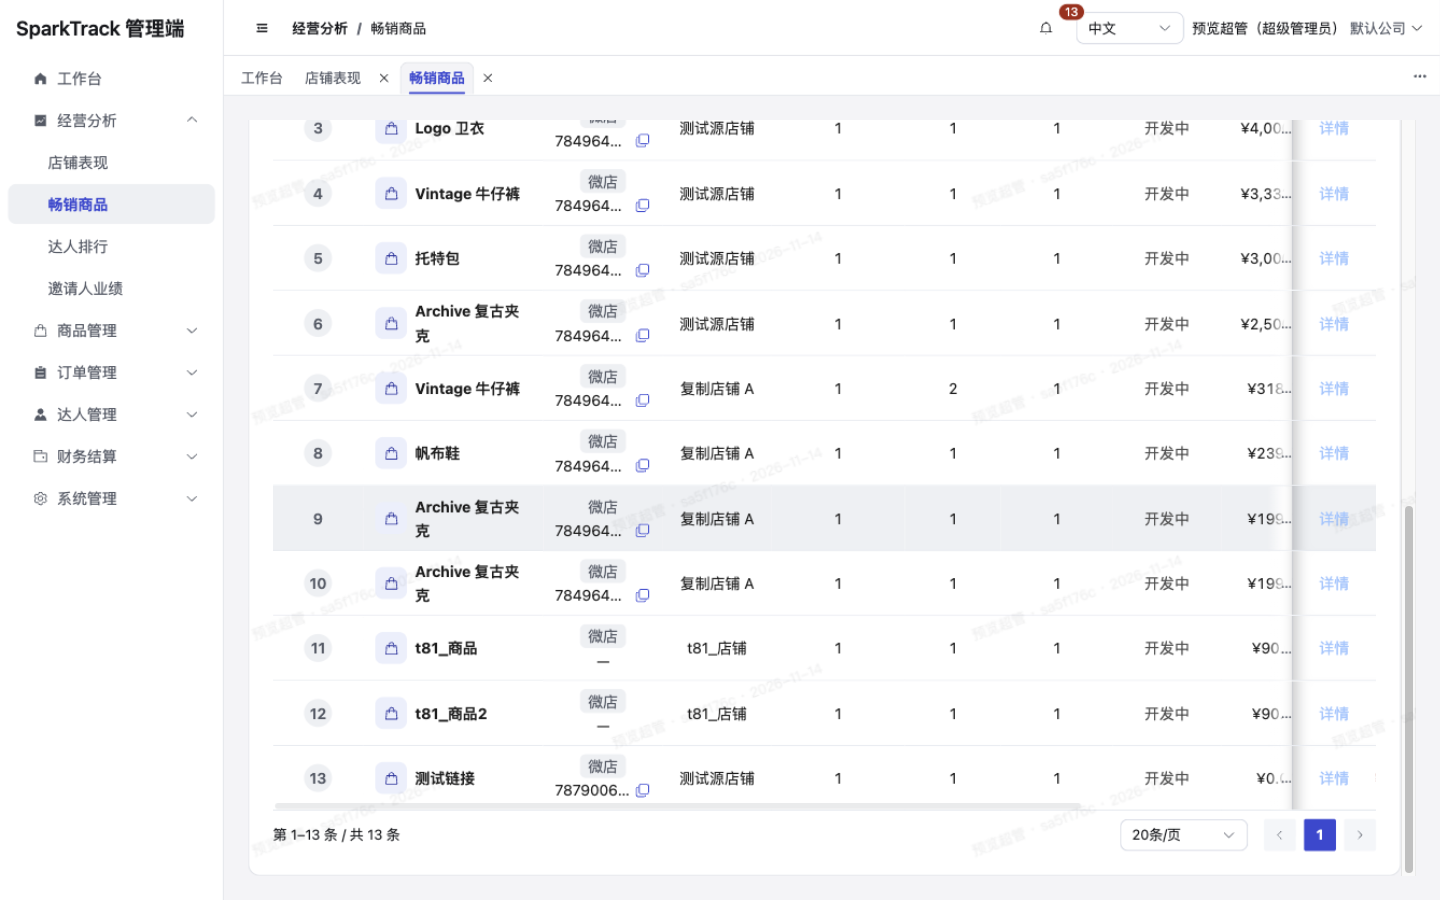 SparkTrack 管理端
工作台
经营分析
店铺表现
畅销商品
达人排行
邀请人业绩
商品管理
订单管理
达人管理
财务结算
系统管理
经营分析 / 畅销商品
13
中文
预览超管（超级管理员）
默认公司
工作台
店铺表现
畅销商品
3 Logo 卫衣 微店 784964... 测试源店铺 1 1 1 开发中 ¥4,00... 详情
4 Vintage 牛仔裤 微店 784964... 测试源店铺 1 1 1 开发中 ¥3,33... 详情
5 托特包 微店 784964... 测试源店铺 1 1 1 开发中 ¥3,00... 详情
6 Archive 复古夹克 微店 784964... 测试源店铺 1 1 1 开发中 ¥2,50... 详情
7 Vintage 牛仔裤 微店 784964... 复制店铺 A 1 2 1 开发中 ¥318... 详情
8 帆布鞋 微店 784964... 复制店铺 A 1 1 1 开发中 ¥239... 详情
9 Archive 复古夹克 微店 784964... 复制店铺 A 1 1 1 开发中 ¥199... 详情
10 Archive 复古夹克 微店 784964... 复制店铺 A 1 1 1 开发中 ¥199... 详情
11 t81_商品 微店 — t81_店铺 1 1 1 开发中 ¥90... 详情
12 t81_商品2 微店 — t81_店铺 1 1 1 开发中 ¥90... 详情
13 测试链接 微店 7879006... 测试源店铺 1 1 1 开发中 ¥0.... 详情
第 1–13 条 / 共 13 条
20条/页
1
预览超管 · sa5f176c · 2026-11-14